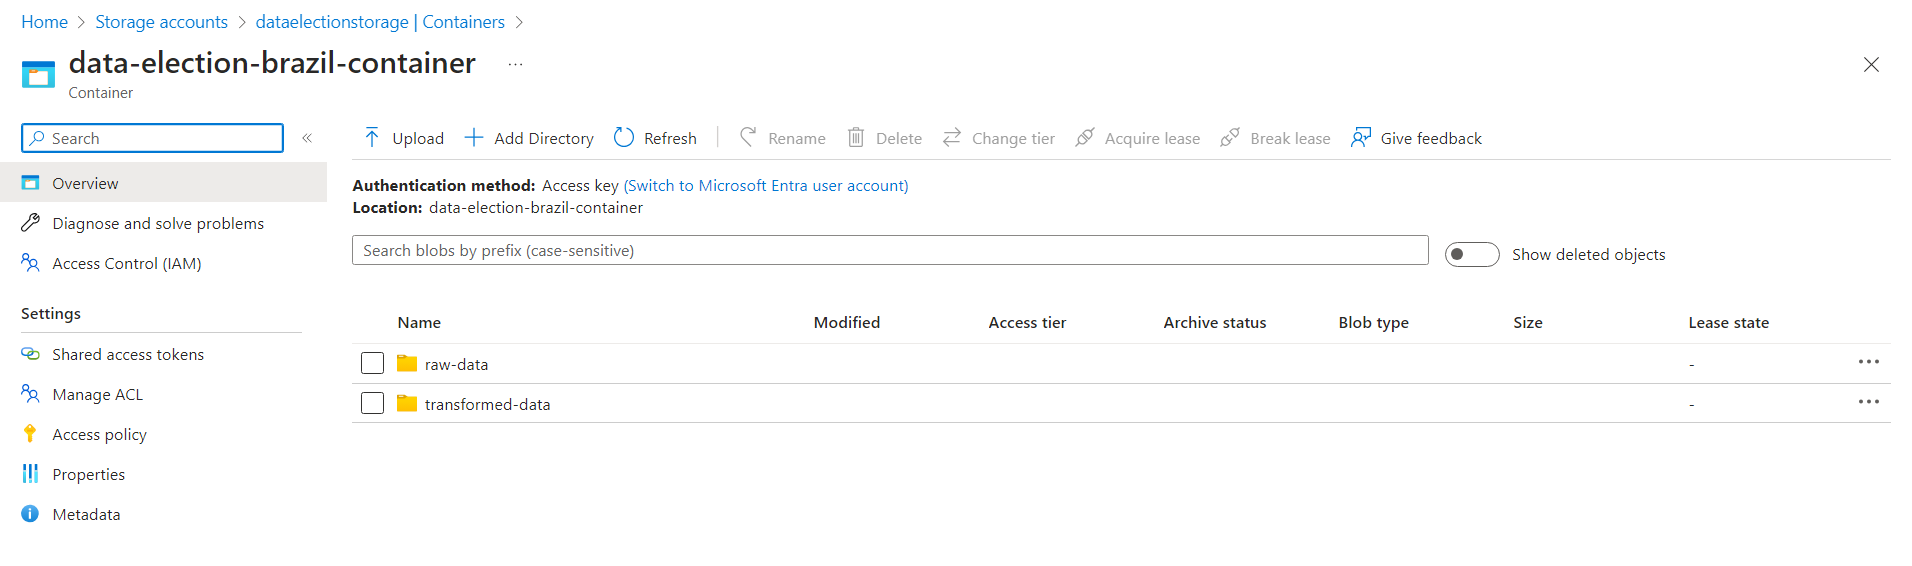 Home > Storage accounts > dataelectionstorage | Containers >
data-election-brazil-container ...
Container
Search
Upload Add Directory Refresh Rename Delete Change tier Acquire lease Break lease Give feedback
Overview
Diagnose and solve problems
Access Control (IAM)
Settings
Shared access tokens
Manage ACL
Access policy
Properties
Metadata
Authentication method: Access key (Switch to Microsoft Entra user account)
Location: data-election-brazil-container
Search blobs by prefix (case-sensitive)
Show deleted objects
Name Modified Access tier Archive status Blob type Size Lease state
raw-data - ...
transformed-data - ...